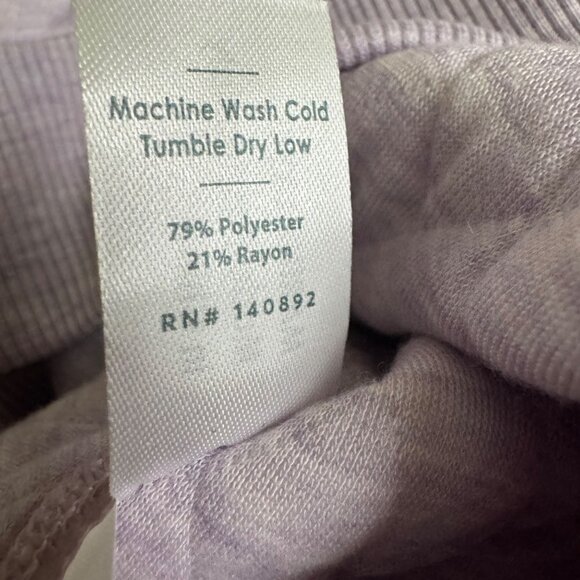 Machine Wash Cold
Tumble Dry Low
79% Polyester
21% Rayon
RN# 140892